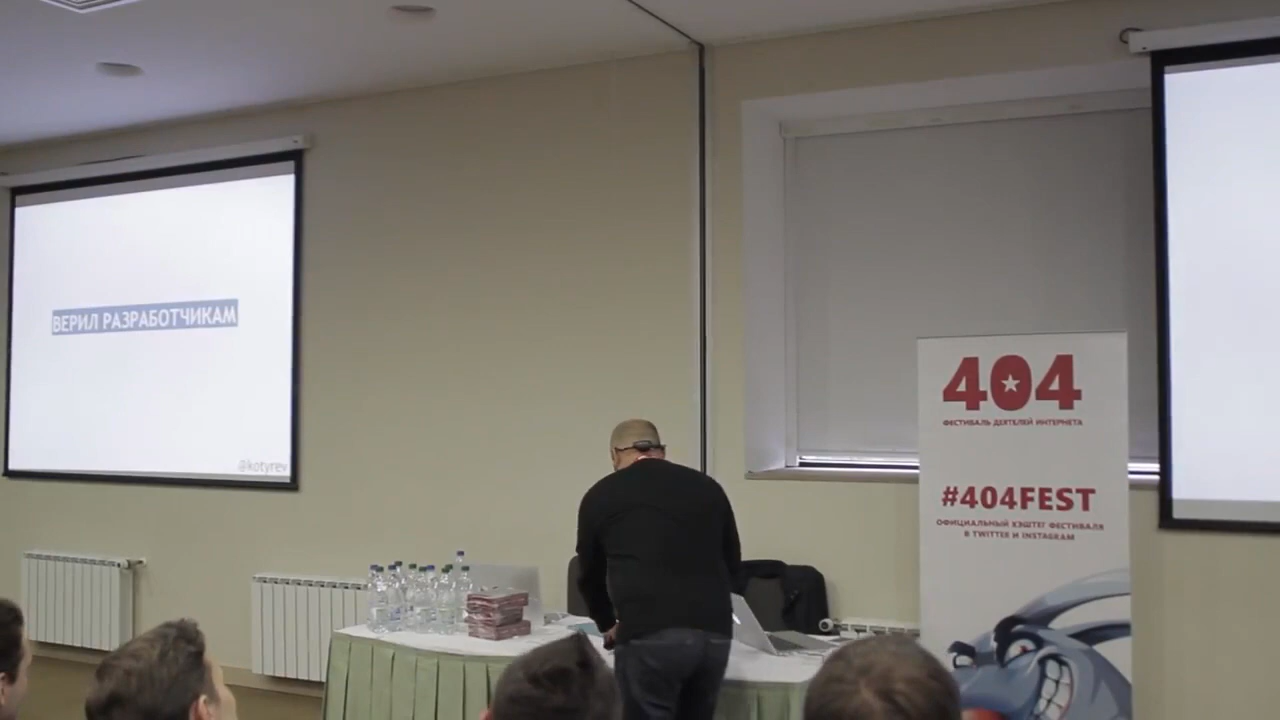 ВЕРИЛ РАЗРАБОТЧИКАМ
@kotyrev
404
ФЕСТИВАЛЬ ДЕЯТЕЛЕЙ ИНТЕРНЕТА
#404FEST
ОФИЦИАЛЬНЫЙ ХЭШТЕГ ФЕСТИВАЛЯ
В TWITTER И INSTAGRAM